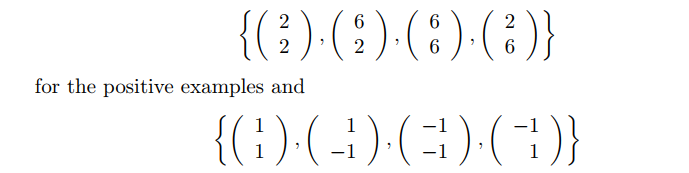 {( 2 2 ), ( 6 2 ), ( 6 6 ), ( 2 6 )}
for the positive examples and
{( 1 1 ), ( 1 −1 ), ( −1 −1 ), ( −1 1 )}